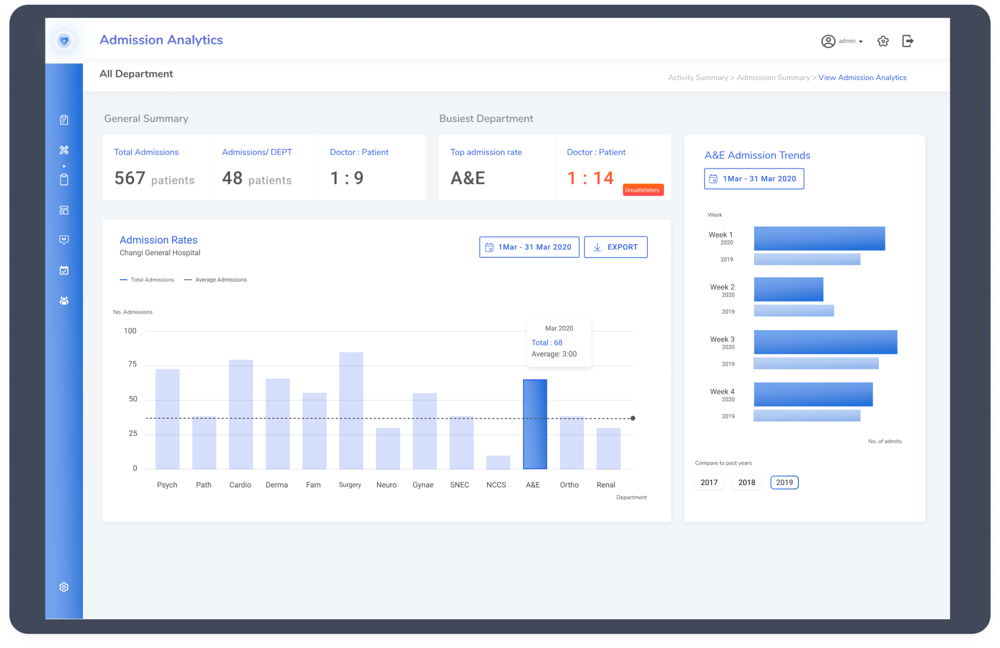 Admission Analytics
admin
All Department
Activity Summary > Admisssion Summary > View Admission Analytics
General Summary
Busiest Department
Total Admissions
567 patients
Admissions/ DEPT
48 patients
Doctor : Patient
1 : 9
Top admission rate
A&E
Doctor : Patient
1 : 14
Unsatisfatory
Admission Rates
Changi General Hospital
1Mar - 31 Mar 2020
EXPORT
Total Admissions
Average Admissions
No. Admissions
100
75
50
25
0
Mar 2020
Total : 68
Average: 3:00
Psych Path Cardio Derma Fam Surgery Neuro Gynae SNEC NCCS A&E Ortho Renal
Department
A&E Admission Trends
1Mar - 31 Mar 2020
Week
Week 1
2020
2019
Week 2
2020
2019
Week 3
2020
2019
Week 4
2020
2019
No. of admits
Compare to past years
2017 2018 2019